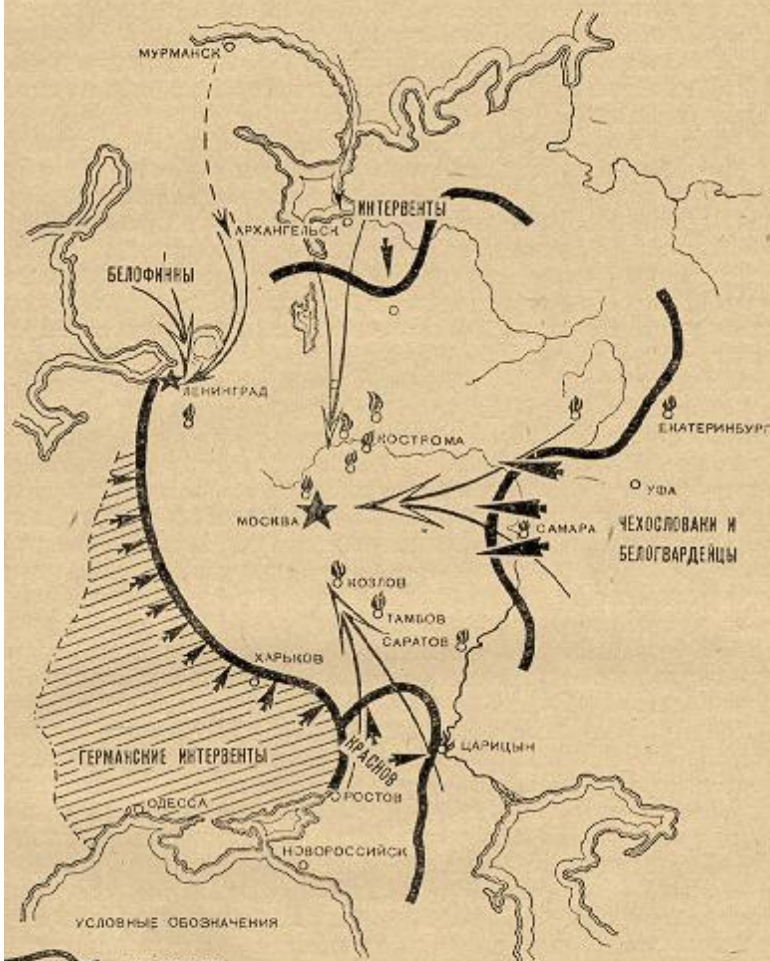 МУРМАНСК
ИНТЕРВЕНТЫ
АРХАНГЕЛЬСК
БЕЛОФИННЫ
ЛЕНИНГРАД
КОСТРОМА
ЕКАТЕРИНБУРГ
УФА
МОСКВА
САМАРА
ЧЕХОСЛОВАКИ И
БЕЛОГВАРДЕЙЦЫ
КОЗЛОВ
ТАМБОВ
САРАТОВ
ХАРЬКОВ
ГЕРМАНСКИЕ ИНТЕРВЕНТЫ
КРАСНОВ
ЦАРИЦЫН
РОСТОВ
ОДЕССА
НОВОРОССИЙСК
УСЛОВНЫЕ ОБОЗНАЧЕНИЯ